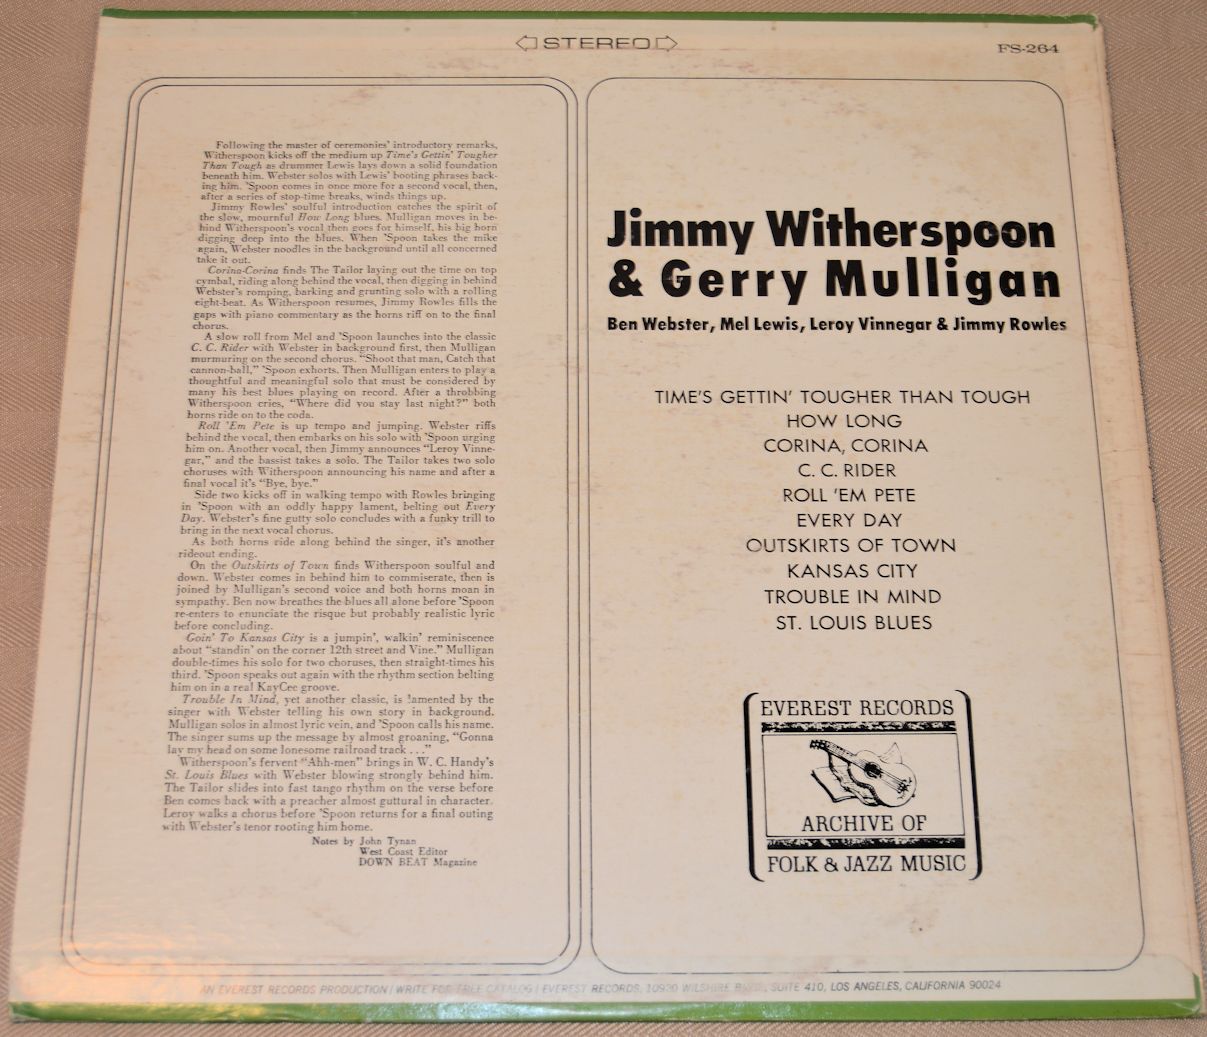 STEREO
FS-264
Following the master of ceremonies' introductory remarks,
Witherspoon kicks off the medium up Time's Gettin' Tougher
Than Tough as drummer Lewis lays down a solid foundation
beneath him. Webster solos with Lewis' booting phrases back-
ing him. 'Spoon comes in once more for a second vocal, then,
after a series of stop-time breaks, winds things up.
Jimmy Rowles' soulful introduction catches the spirit of
the slow, mournful How Long blues. Mulligan moves in be-
hind Witherspoon's vocal then goes for himself, his big horn
digging deep into the blues. When 'Spoon takes the mike
again, Webster noodles in the background until all concerned
take it out.
Corina-Corina finds The Tailor laying out the time on top
cymbal, riding along behind the vocal, then digging in behind
Webster's romping, barking and grunting solo with a rolling
eight-beat. As Witherspoon resumes, Jimmy Rowles fills the
gaps with piano commentary as the horns riff on to the final
chorus.
A slow roll from Mel and 'Spoon launches into the classic
C. C. Rider with Webster in background first, then Mulligan
murmuring on the second chorus. "Shoot that man, Catch that
cannon-ball," 'Spoon exhorts. Then Mulligan enters to play a
thoughtful and meaningful solo that must be considered by
many his best blues playing on record. After a throbbing
Witherspoon cries, "Where did you stay last night?" both
horns ride on to the coda.
Roll 'Em Pete is up tempo and jumping. Webster riffs
behind the vocal, then embarks on his solo with 'Spoon urging
him on. Another vocal, then Jimmy announces "Leroy Vinne-
gar," and the bassist takes a solo. The Tailor takes two solo
choruses with Witherspoon announcing his name and after a
final vocal it's "Bye, bye."
Side two kicks off in walking tempo with Rowles bringing
in 'Spoon with an oddly happy lament, belting out Every
Day. Webster's fine gutty solo concludes with a funky trill to
bring in the next vocal chorus.
As both horns ride along behind the singer, it's another
rideout ending.
On the Outskirts of Town finds Witherspoon soulful and
down. Webster comes in behind him to commiserate, then is
joined by Mulligan's second voice and both horns moan in
sympathy. Ben now breathes the blues all alone before 'Spoon
re-enters to enunciate the risque but probably realistic lyric
before concluding.
Goin' To Kansas City is a jumpin', walkin' reminiscence
about "standin' on the corner 12th street and Vine." Mulligan
double-times his solo for two choruses, then straight-times his
third. 'Spoon speaks out again with the rhythm section belting
him on in a real KayCee groove.
Trouble In Mind, yet another classic, is lamented by the
singer with Webster telling his own story in background.
Mulligan solos in almost lyric vein, and 'Spoon calls his name.
The singer sums up the message by almost groaning, "Gonna
lay my head on some lonesome railroad track . . ."
Witherspoon's fervent "Ahh-men" brings in W. C. Handy's
St. Louis Blues with Webster blowing strongly behind him.
The Tailor slides into fast tango rhythm on the verse before
Ben comes back with a preacher almost guttural in character.
Leroy walks a chorus before 'Spoon returns for a final outing
with Webster's tenor rooting him home.
Notes by John Tynan
West Coast Editor
DOWN BEAT Magazine
Jimmy Witherspoon
& Gerry Mulligan
Ben Webster, Mel Lewis, Leroy Vinnegar & Jimmy Rowles
TIME'S GETTIN' TOUGHER THAN TOUGH
HOW LONG
CORINA, CORINA
C. C. RIDER
ROLL 'EM PETE
EVERY DAY
OUTSKIRTS OF TOWN
KANSAS CITY
TROUBLE IN MIND
ST. LOUIS BLUES
EVEREST RECORDS
ARCHIVE OF
FOLK & JAZZ MUSIC
AN EVEREST RECORDS PRODUCTION / WRITE FOR FREE CATALOG / EVEREST RECORDS, 10920 WILSHIRE BLVD., SUITE 410, LOS ANGELES, CALIFORNIA 90024